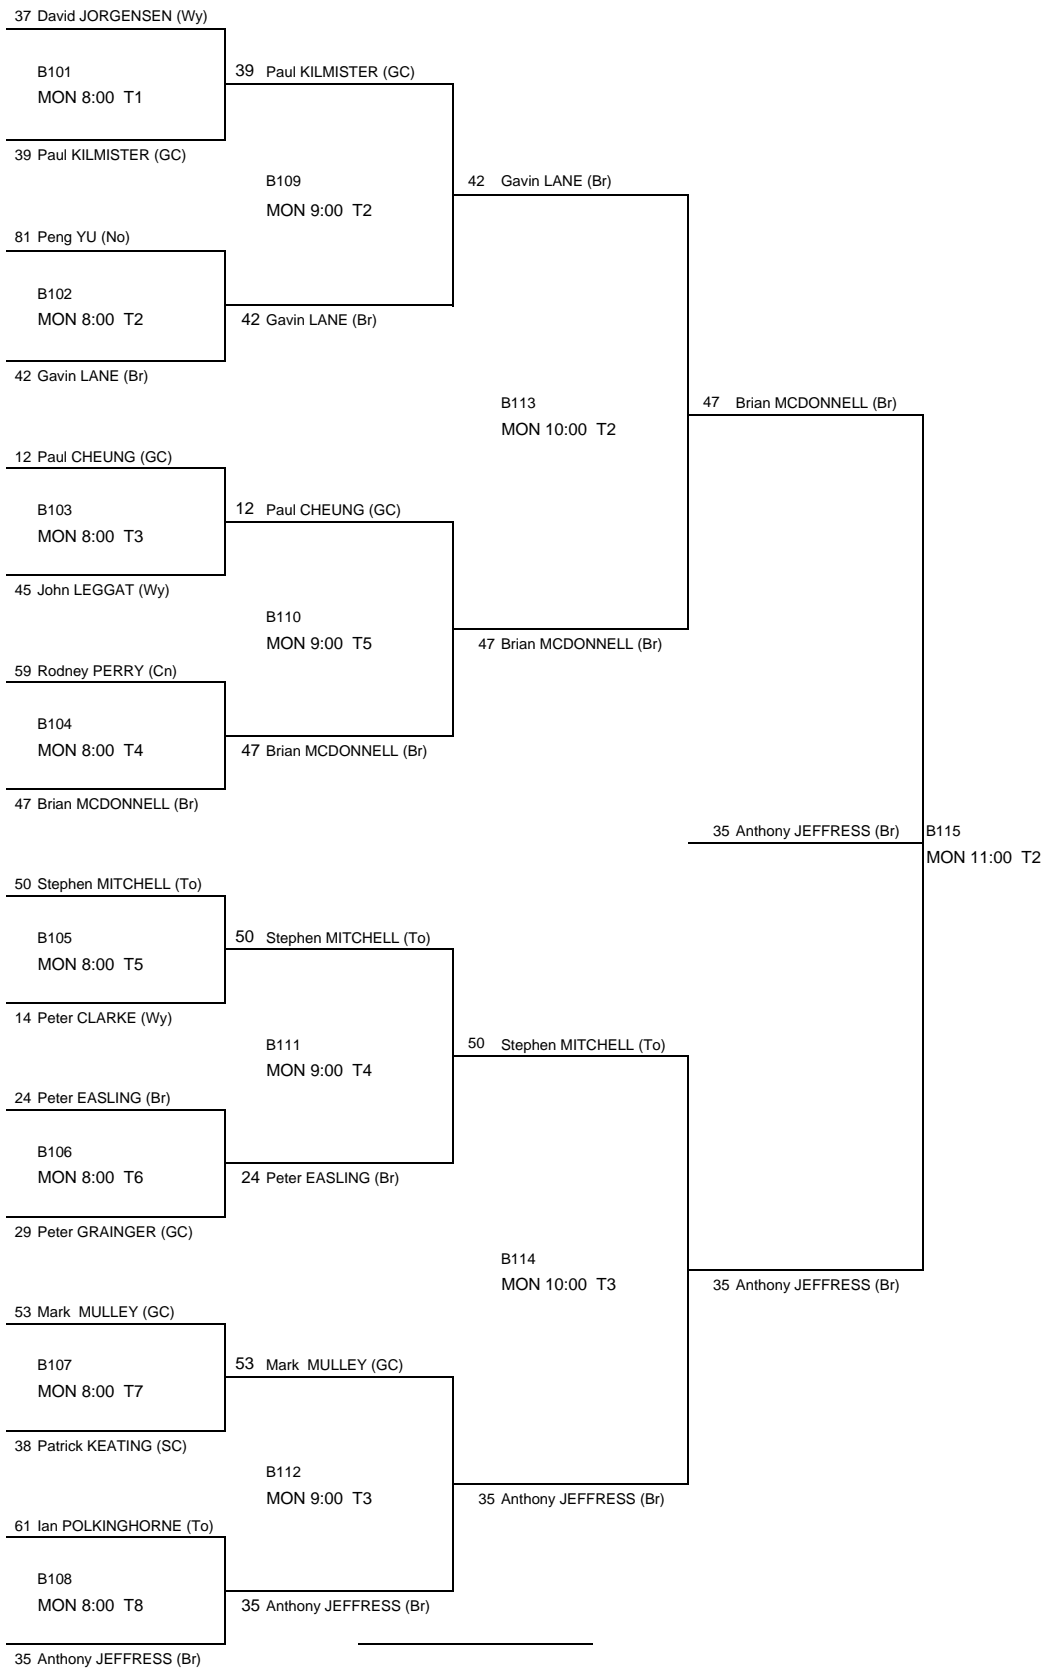 37 David JORGENSEN (Wy)
B101
MON 8:00 T1
39 Paul KILMISTER (GC)
39 Paul KILMISTER (GC)
B109
MON 9:00 T2
42 Gavin LANE (Br)
81 Peng YU (No)
B102
MON 8:00 T2
42 Gavin LANE (Br)
42 Gavin LANE (Br)
B113
MON 10:00 T2
47 Brian MCDONNELL (Br)
12 Paul CHEUNG (GC)
B103
MON 8:00 T3
12 Paul CHEUNG (GC)
45 John LEGGAT (Wy)
B110
MON 9:00 T5
47 Brian MCDONNELL (Br)
59 Rodney PERRY (Cn)
B104
MON 8:00 T4
47 Brian MCDONNELL (Br)
47 Brian MCDONNELL (Br)
35 Anthony JEFFRESS (Br)
B115
MON 11:00 T2
50 Stephen MITCHELL (To)
B105
MON 8:00 T5
50 Stephen MITCHELL (To)
14 Peter CLARKE (Wy)
B111
MON 9:00 T4
50 Stephen MITCHELL (To)
24 Peter EASLING (Br)
B106
MON 8:00 T6
24 Peter EASLING (Br)
29 Peter GRAINGER (GC)
B114
MON 10:00 T3
35 Anthony JEFFRESS (Br)
53 Mark MULLEY (GC)
B107
MON 8:00 T7
53 Mark MULLEY (GC)
38 Patrick KEATING (SC)
B112
MON 9:00 T3
35 Anthony JEFFRESS (Br)
61 Ian POLKINGHORNE (To)
B108
MON 8:00 T8
35 Anthony JEFFRESS (Br)
35 Anthony JEFFRESS (Br)